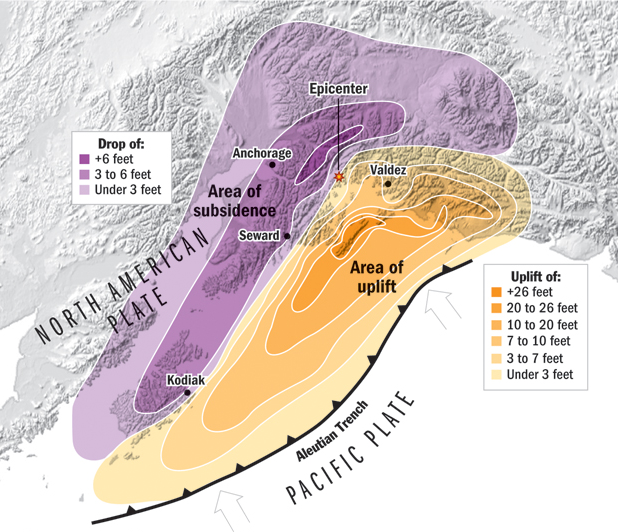 Epicenter
Drop of:
+6 feet
3 to 6 feet
Under 3 feet
Anchorage
Valdez
Area of
subsidence
Seward
NORTH AMERICAN
PLATE
Area of
uplift
Uplift of:
+26 feet
20 to 26 feet
10 to 20 feet
7 to 10 feet
3 to 7 feet
Under 3 feet
Kodiak
Aleutian Trench
PACIFIC PLATE